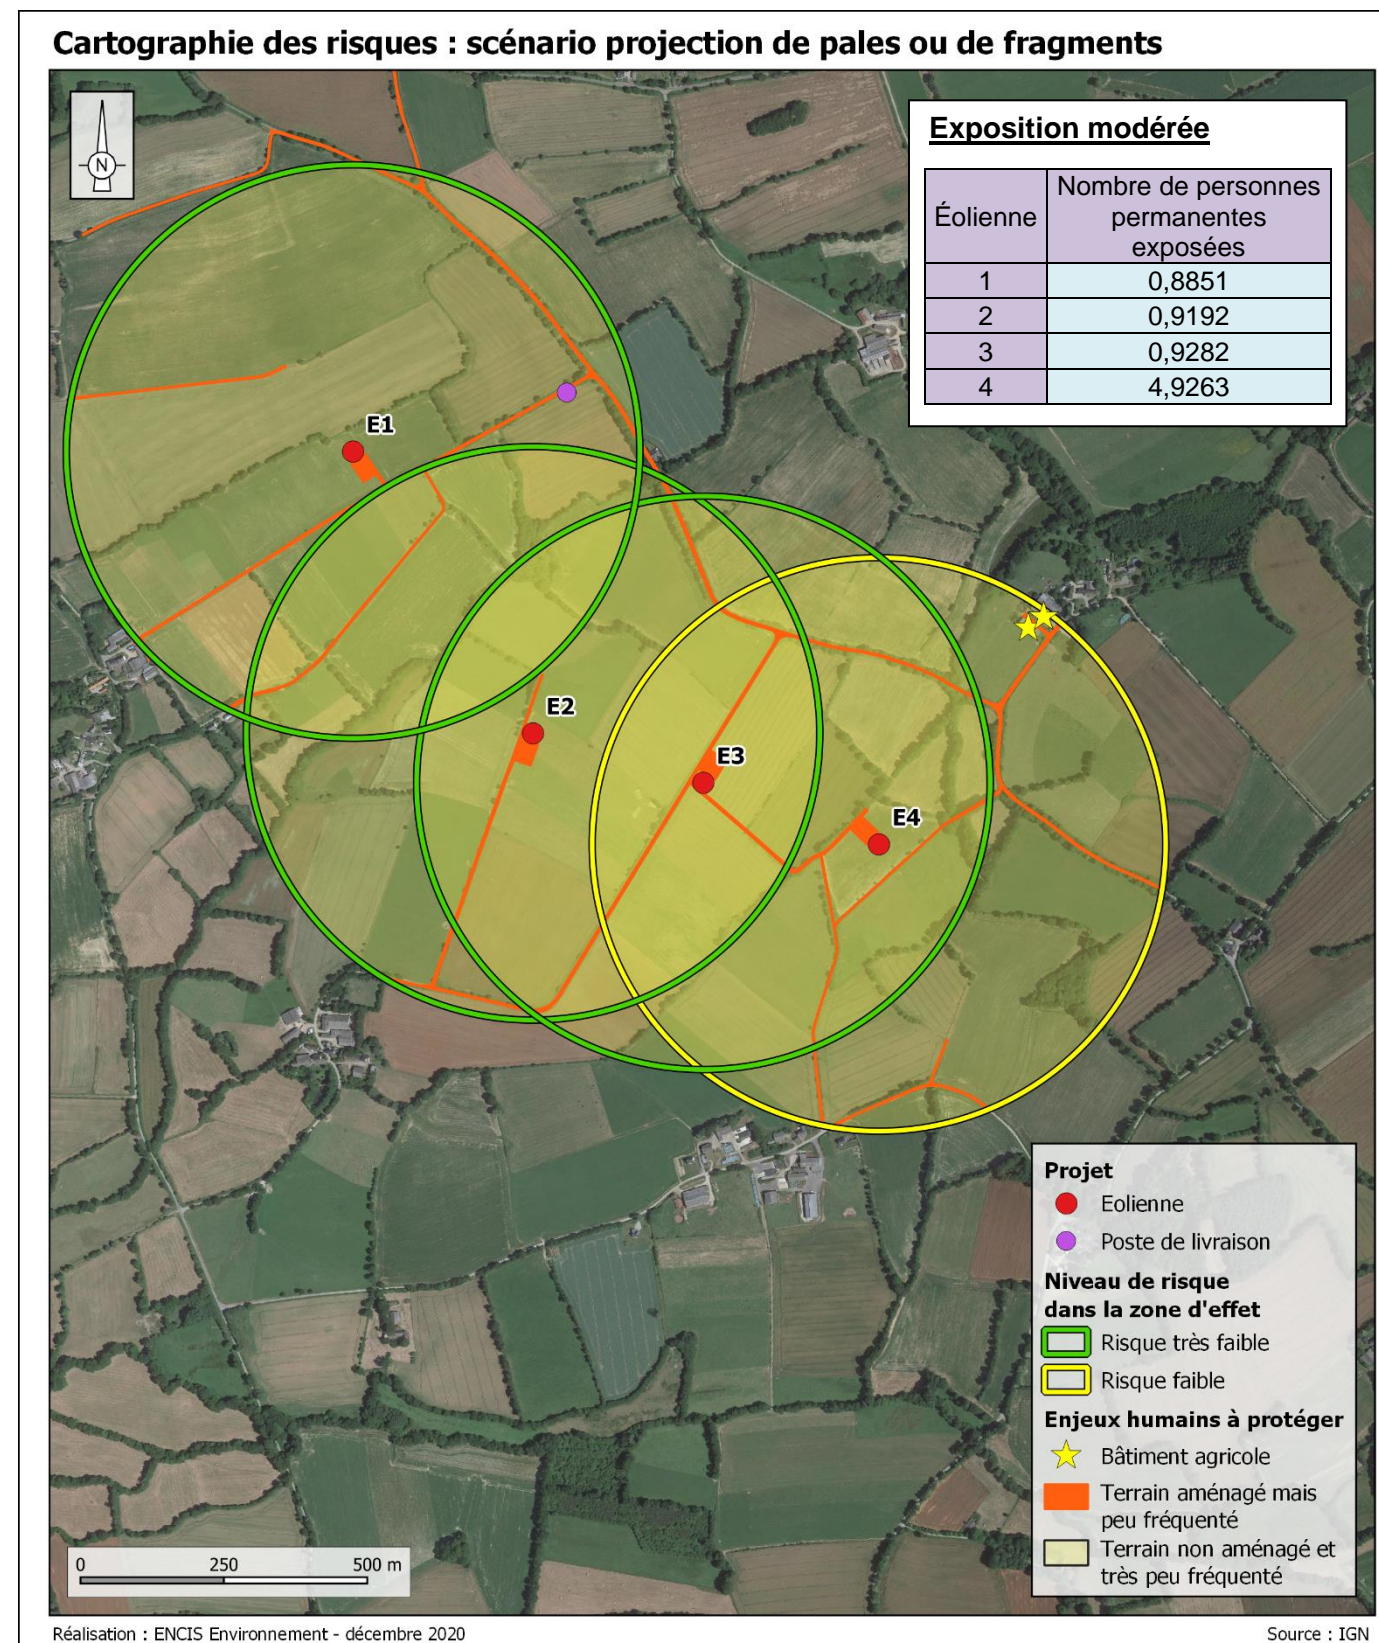 Cartographie des risques : scénario projection de pales ou de fragments
N
Exposition modérée
Éolienne
Nombre de personnes
permanentes
exposées
1 0,8851
2 0,9192
3 0,9282
4 4,9263
E1
E2
E3
E4
Projet
Eolienne
Poste de livraison
Niveau de risque
dans la zone d'effet
Risque très faible
Risque faible
Enjeux humains à protéger
Bâtiment agricole
Terrain aménagé mais
peu fréquenté
Terrain non aménagé et
très peu fréquenté
0 250 500 m
Réalisation : ENCIS Environnement - décembre 2020
Source : IGN